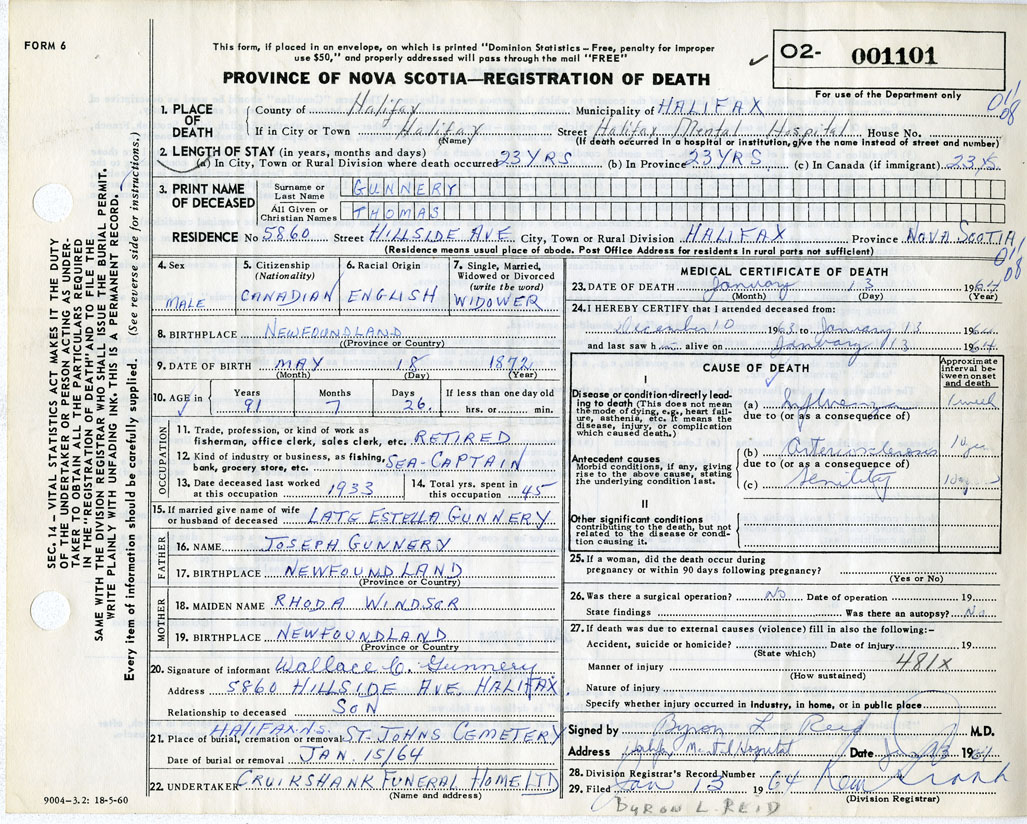 FORM 6
This form, if placed in an envelope, on which is printed "Dominion Statistics – Free, penalty for improper
use $50," and properly addressed will pass through the mail "FREE"
✓ O2- 001101
For use of the Department only
PROVINCE OF NOVA SCOTIA—REGISTRATION OF DEATH
SEC. 14 – VITAL STATISTICS ACT MAKES IT THE DUTY
OF THE UNDERTAKER OR PERSON ACTING AS UNDER-
TAKER TO OBTAIN ALL THE PARTICULARS REQUIRED
IN THE "REGISTRATION OF DEATH" AND TO FILE THE
SAME WITH THE DIVISION REGISTRAR WHO SHALL ISSUE THE BURIAL PERMIT.
WRITE PLAINLY WITH UNFADING INK. THIS IS A PERMANENT RECORD.
Every item of information should be carefully supplied. (See reverse side for instructions.)
1. PLACE OF DEATH
County of Halifax Municipality of HALIFAX
If in City or Town Halifax Street Halifax Mental Hospital House No.
(Name) (If death occurred in a hospital or institution, give the name instead of street and number)
2. LENGTH OF STAY (in years, months and days)
(a) In City, Town or Rural Division where death occurred 23 YRS (b) In Province 23 YRS (c) In Canada (if immigrant) 23 YS
3. PRINT NAME OF DECEASED
Surname or Last Name GUNNERY
All Given or Christian Names THOMAS
RESIDENCE No. 5860 Street HILLSIDE AVE City, Town or Rural Division HALIFAX Province NOVA SCOTIA
(Residence means usual place of abode. Post Office Address for residents in rural parts not sufficient)
4. Sex MALE
5. Citizenship (Nationality) CANADIAN
6. Racial Origin ENGLISH
7. Single, Married, Widowed or Divorced (write the word) WIDOWER
8. BIRTHPLACE NEWFOUNDLAND
(Province or Country)
9. DATE OF BIRTH MAY 18 1872
(Month) (Day) (Year)
10. AGE in Years 91 Months 7 Days 26 If less than one day old hrs. or min.
OCCUPATION
11. Trade, profession or kind of work as fisherman, office clerk, sales clerk, etc. RETIRED
12. Kind of industry or business, as fishing, bank, grocery store, etc. SEA-CAPTAIN
13. Date deceased last worked at this occupation 1933
14. Total yrs. spent in this occupation 45
15. If married give name of wife or husband of deceased LATE ESTELLA GUNNERY
FATHER
16. NAME JOSEPH GUNNERY
17. BIRTHPLACE NEWFOUNDLAND
(Province or Country)
MOTHER
18. MAIDEN NAME RHODA WINDSOR
19. BIRTHPLACE NEWFOUNDLAND
(Province or Country)
20. Signature of informant Wallace C. Gunnery
Address 5860 HILLSIDE AVE HALIFAX.
Relationship to deceased SON
HALIFAX N.S.
21. Place of burial, cremation or removal ST. JOHNS CEMETERY
Date of burial or removal JAN. 15/64
22. UNDERTAKER CRUIKSHANK FUNERAL HOME LTD
(Name and address)
9004–3.2: 18-5-60
MEDICAL CERTIFICATE OF DEATH
23. DATE OF DEATH January 13 1964
(Month) (Day) (Year)
24. I HEREBY CERTIFY that I attended deceased from:
December 10 1963 to January 13 1964
and last saw h alive on January 13 1964
CAUSE OF DEATH
Approximate interval between onset and death
I
Disease or condition directly leading to death (This does not mean the mode of dying, e.g., heart failure, asthenia, etc. It means the disease, injury, or complication which caused death.)
(a) Influenza 1 week
due to (or as a consequence of)
Antecedent causes
Morbid conditions, if any, giving rise to the above cause, stating the underlying condition last.
(b) Arteriosclerosis
due to (or as a consequence of)
(c) Senility
II
Other significant conditions
contributing to the death, but not related to the disease or condition causing it.
25. If a woman, did the death occur during
pregnancy or within 90 days following pregnancy?
(Yes or No)
26. Was there a surgical operation? No Date of operation 19
State findings Was there an autopsy? No
27. If death was due to external causes (violence) fill in also the following:–
Accident, suicide or homicide? Date of injury 19
(State which)
Manner of injury 481X
(How sustained)
Nature of injury
Specify whether injury occurred in industry, in home, or in public place
Signed by Byron L Reid M.D.
Address Date 13 1964
28. Division Registrar's Record Number
29. Filed Jan 13 1964
(Division Registrar)
BYRON L. REID